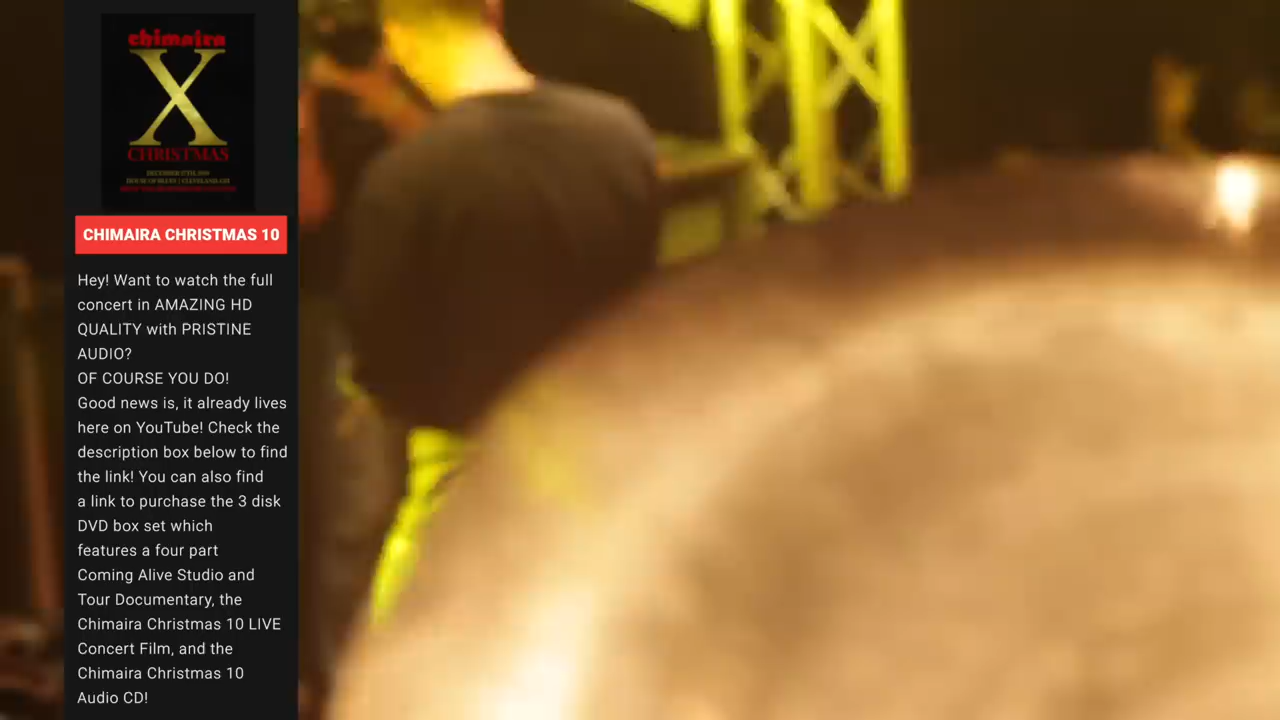 chimaira
X
CHRISTMAS
CHIMAIRA CHRISTMAS 10
Hey! Want to watch the full
concert in AMAZING HD
QUALITY with PRISTINE
AUDIO?
OF COURSE YOU DO!
Good news is, it already lives
here on YouTube! Check the
description box below to find
the link! You can also find
a link to purchase the 3 disk
DVD box set which
features a four part
Coming Alive Studio and
Tour Documentary, the
Chimaira Christmas 10 LIVE
Concert Film, and the
Chimaira Christmas 10
Audio CD!